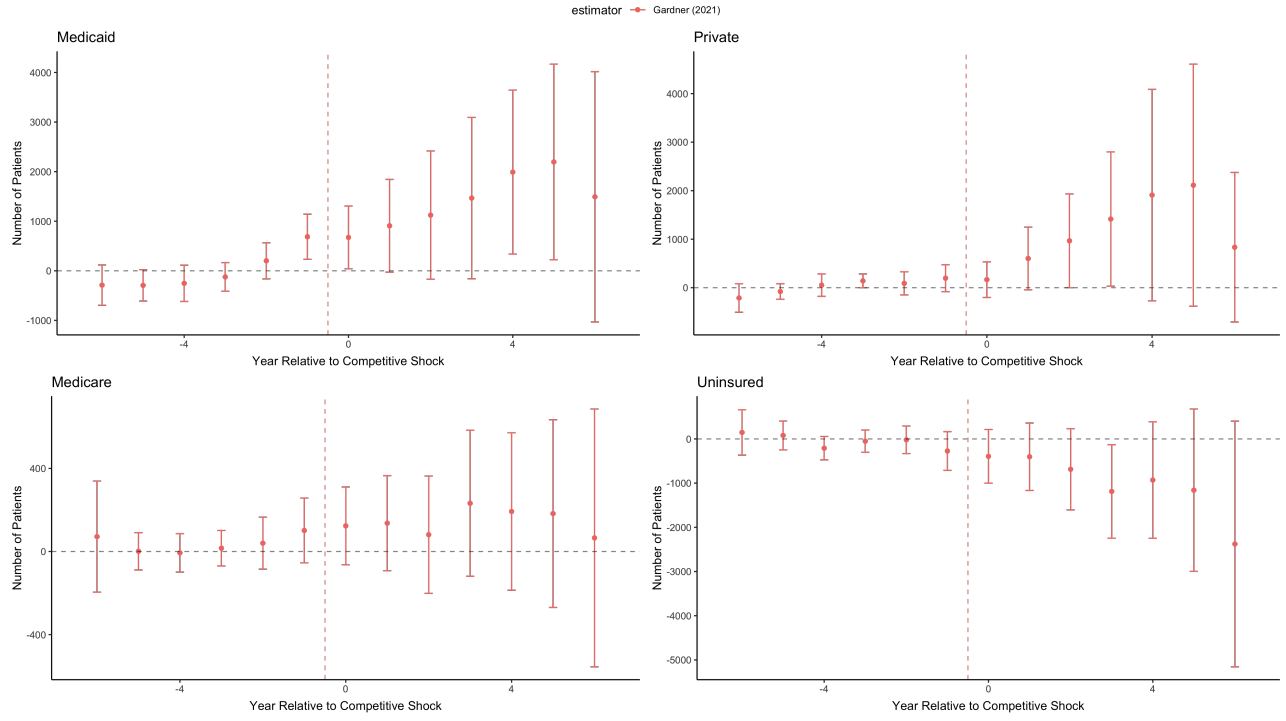 estimator Gardner (2021)
Medicaid
Number of Patients
4000
3000
2000
1000
0
-1000
-4 0 4
Year Relative to Competitive Shock
Private
Number of Patients
4000
3000
2000
1000
0
-4 0 4
Year Relative to Competitive Shock
Medicare
Number of Patients
400
0
-400
-4 0 4
Year Relative to Competitive Shock
Uninsured
Number of Patients
0
-1000
-2000
-3000
-4000
-5000
-4 0 4
Year Relative to Competitive Shock